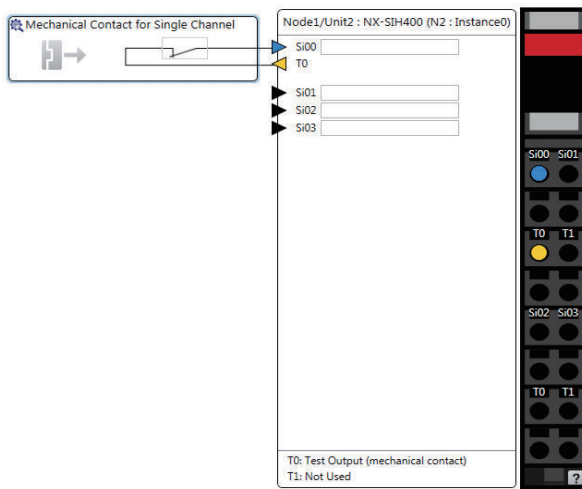 Mechanical Contact for Single Channel
Node1/Unit2 : NX-SIH400 (N2 : Instance0)
Si00
T0
Si01
Si02
Si03
T0: Test Output (mechanical contact)
T1: Not Used
Si00 Si01
T0 T1
Si02 Si03
T0 T1
?